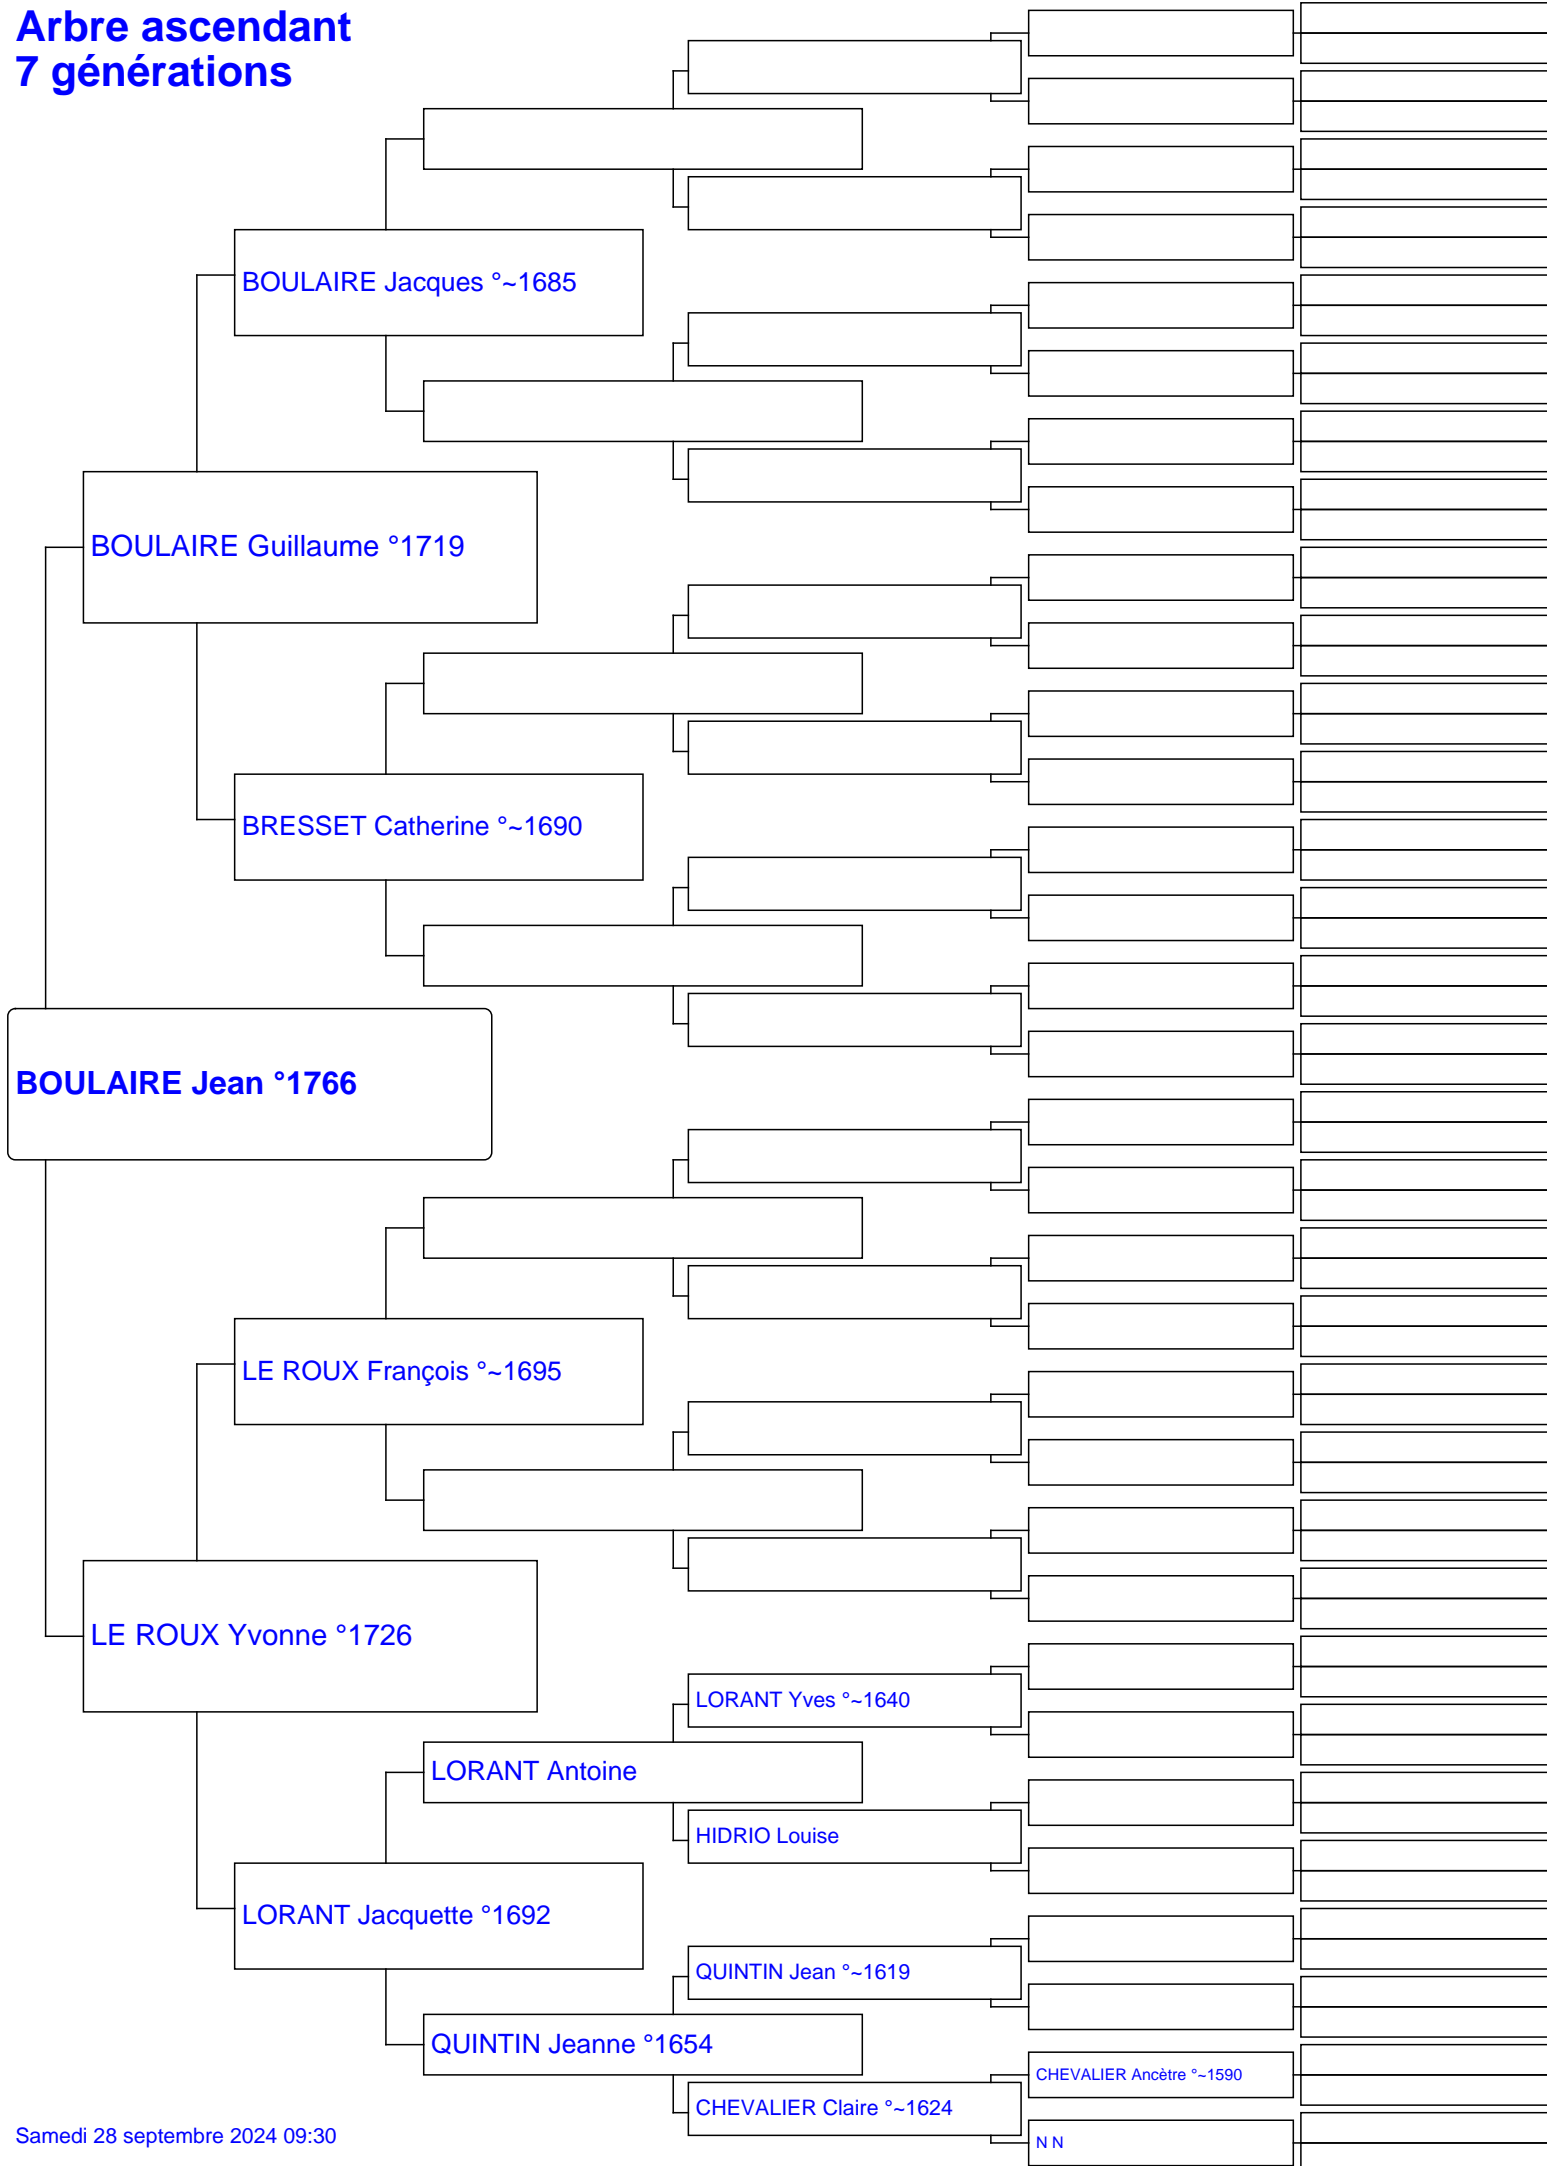 Arbre ascendant
7 générations
BOULAIRE Jacques °~1685
BOULAIRE Guillaume °1719
BRESSET Catherine °~1690
BOULAIRE Jean °1766
LE ROUX François °~1695
LE ROUX Yvonne °1726
LORANT Yves °~1640
LORANT Antoine
HIDRIO Louise
LORANT Jacquette °1692
QUINTIN Jean °~1619
QUINTIN Jeanne °1654
CHEVALIER Ancètre °~1590
CHEVALIER Claire °~1624
N N
Samedi 28 septembre 2024 09:30